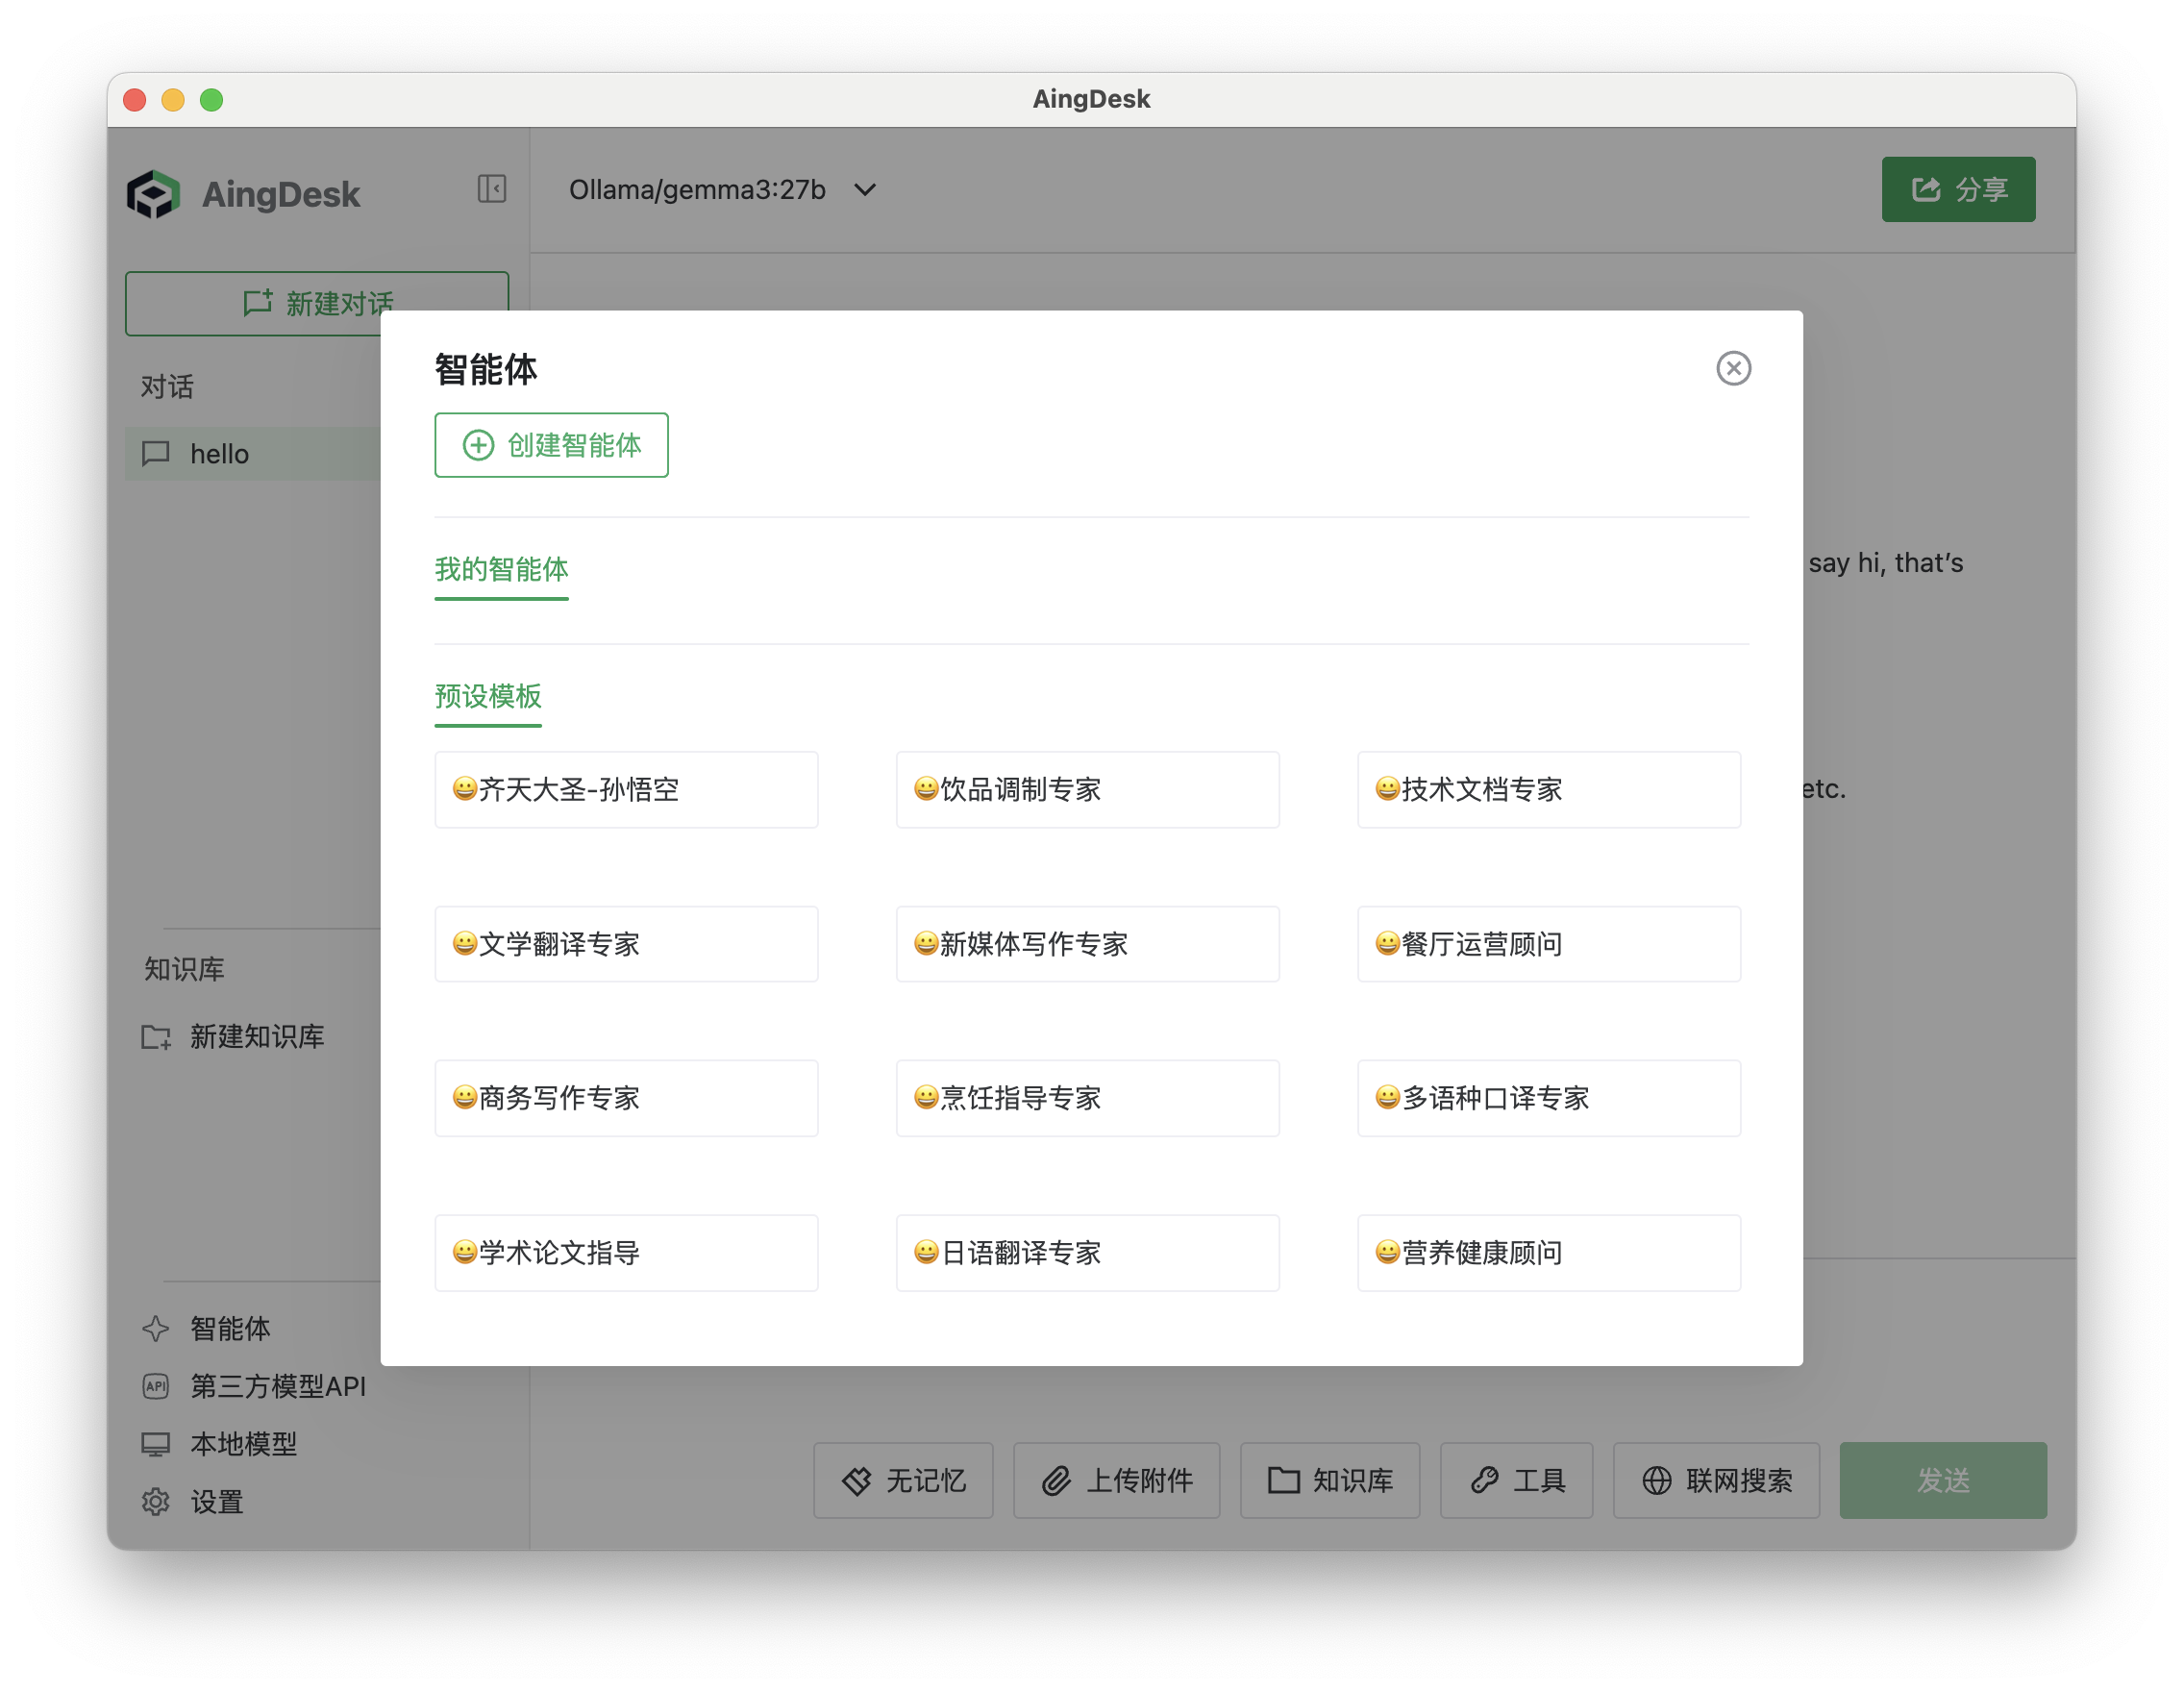 AingDesk
AingDesk
Ollama/gemma3:27b
分享
新建对话
对话
hello
知识库
新建知识库
智能体
API
第三方模型API
本地模型
设置
say hi, that's
etc.
智能体
创建智能体
我的智能体
预设模板
😀齐天大圣-孙悟空
😀饮品调制专家
😀技术文档专家
😀文学翻译专家
😀新媒体写作专家
😀餐厅运营顾问
😀商务写作专家
😀烹饪指导专家
😀多语种口译专家
😀学术论文指导
😀日语翻译专家
😀营养健康顾问
无记忆
上传附件
知识库
工具
联网搜索
发送